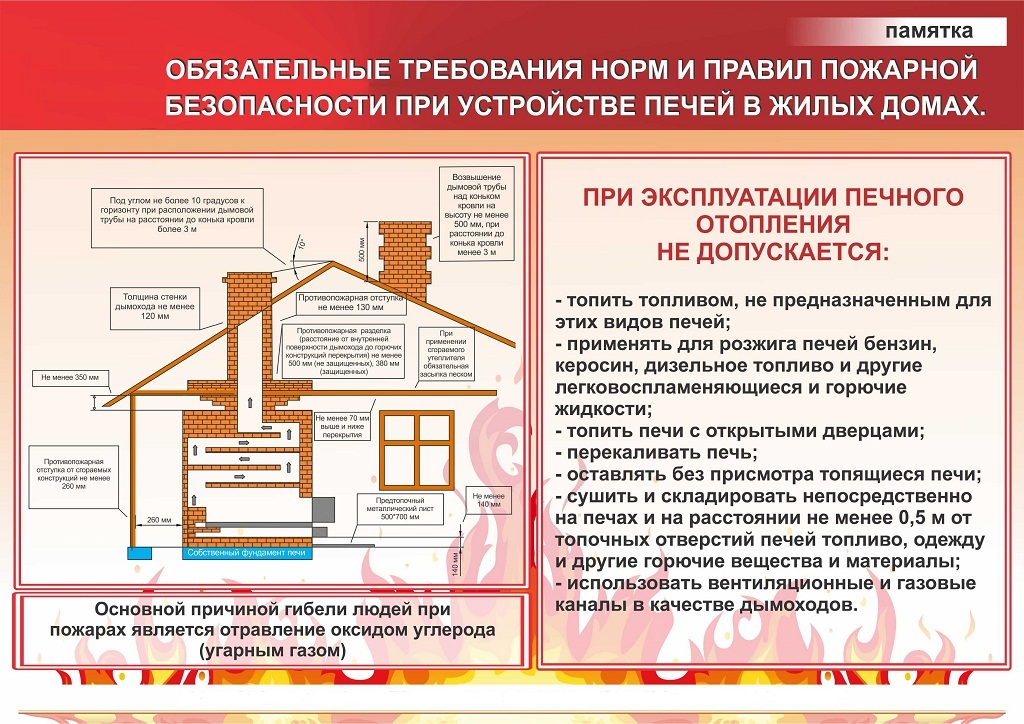 памятка
ОБЯЗАТЕЛЬНЫЕ ТРЕБОВАНИЯ НОРМ И ПРАВИЛ ПОЖАРНОЙ
БЕЗОПАСНОСТИ ПРИ УСТРОЙСТВЕ ПЕЧЕЙ В ЖИЛЫХ ДОМАХ.
Под углом не более 10 градусов к
горизонту при расположении дымовой
трубы на расстоянии до конька кровли
более 3 м
10°
500 мм
Возвышение
дымовой трубы
над коньком
кровли на
высоту не менее
500 мм, при
расстоянии до
конька кровли
менее 3 м
Толщина стенки
дымохода не менее
120 мм
Противопожарная отступка
не менее 130 мм
Противопожарная разделка
(расстояние от внутренней
поверхности дымохода до горючих
конструкций перекрытия) не менее
500 мм (не защищенных), 380 мм
(защищенных)
При
применении
сгораемого
утеплителя
обязательная
засыпка песком
Не менее 350 мм
Не менее 70 мм
выше и ниже
перекрытия
Противопожарная
отступка от сгораемых
конструкций не менее
260 мм
260 мм
Предтопочный
металлический лист
500*700 мм
Не менее
140 мм
140 мм
Собственный фундамент печи
Основной причиной гибели людей при
пожарах является отравление оксидом углерода
(угарным газом)
ПРИ ЭКСПЛУАТАЦИИ ПЕЧНОГО
ОТОПЛЕНИЯ
НЕ ДОПУСКАЕТСЯ:
- топить топливом, не предназначенным для
этих видов печей;
- применять для розжига печей бензин,
керосин, дизельное топливо и другие
легковоспламеняющиеся и горючие
жидкости;
- топить печи с открытыми дверцами;
- перекаливать печь;
- оставлять без присмотра топящиеся печи;
- сушить и складировать непосредственно
на печах и на расстоянии не менее 0,5 м от
топочных отверстий печей топливо, одежду
и другие горючие вещества и материалы;
- использовать вентиляционные и газовые
каналы в качестве дымоходов.